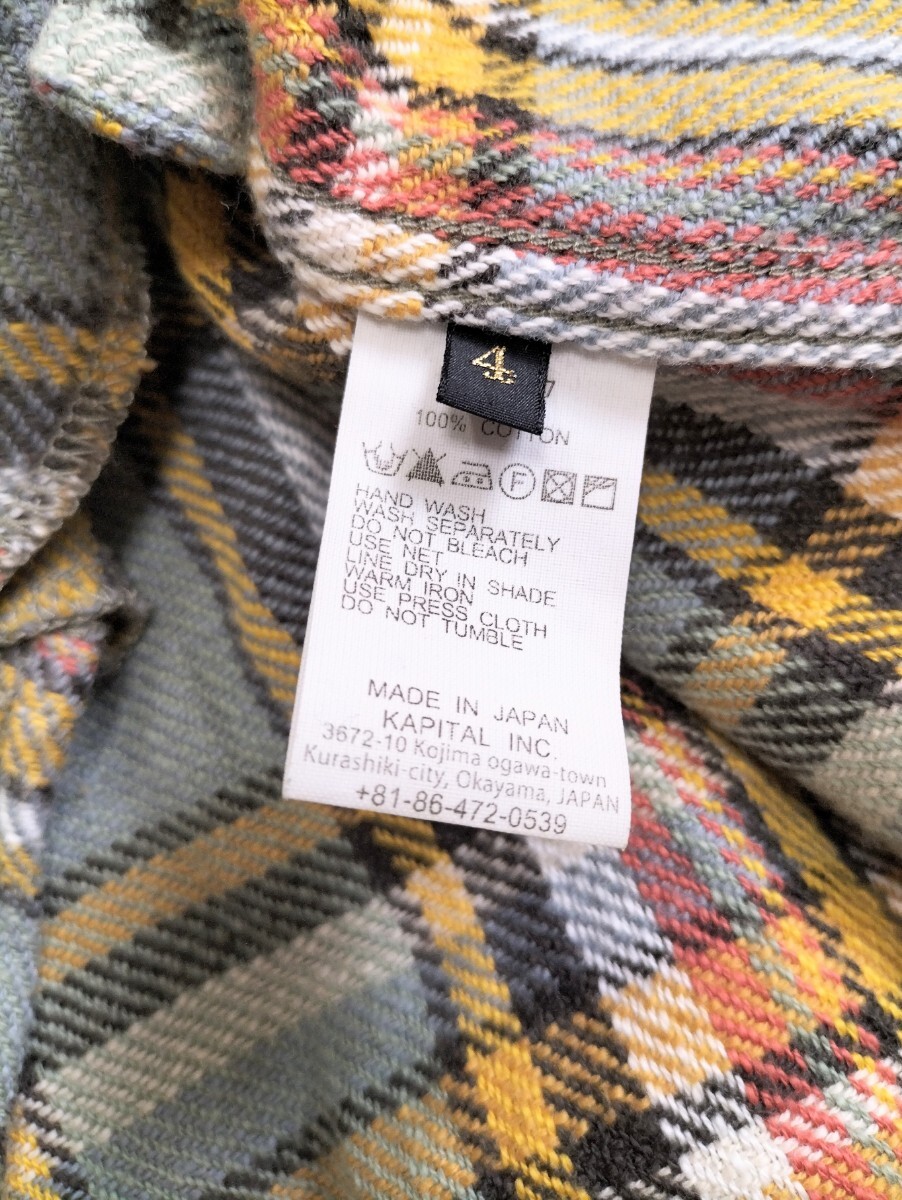 4
7
100% COTTON
F
HAND WASH
WASH SEPARATELY
DO NOT BLEACH
USE NET
LINE DRY IN SHADE
WARM IRON
USE PRESS CLOTH
DO NOT TUMBLE
MADE IN JAPAN
KAPITAL INC.
3672-10 Kojima ogawa-town
Kurashiki-city, Okayama, JAPAN
+81-86-472-0539